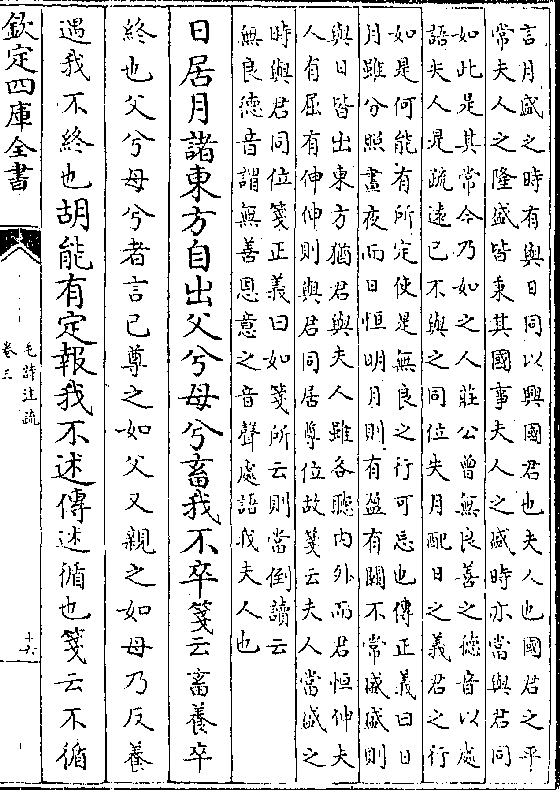 言月盛之時有與日同以興國君也夫人也國君之平
常夫人之隆盛皆秉其國事夫人之盛時亦當與君同
如此是其常今乃如之人莊公曾無良善之德音以處
語夫人是疏遠已不與之同位失月配日之義君之行
如是何能有所定使是無良之行可忌也傳正義曰日
月雖分照晝夜而日恒明月則有盈有闕不常盛盛則
與日皆出東方猶君與夫人雖各聽內外而君恒伸夫
人有屈有伸伸則與君同居尊位故箋云夫人當盛之
時與君同位箋正義曰如箋所云則當倒讀云
無良德音謂無善恩意之音聲處語我夫人也
日居月諸東方自出父兮母兮畜我不卒箋云畜養卒
終也父兮母兮者言已尊之如父又親之如母乃反養
遇我不終也胡能有定報我不述傳述循也箋云不循
欽定四庫全書
毛詩注疏
卷三
十六